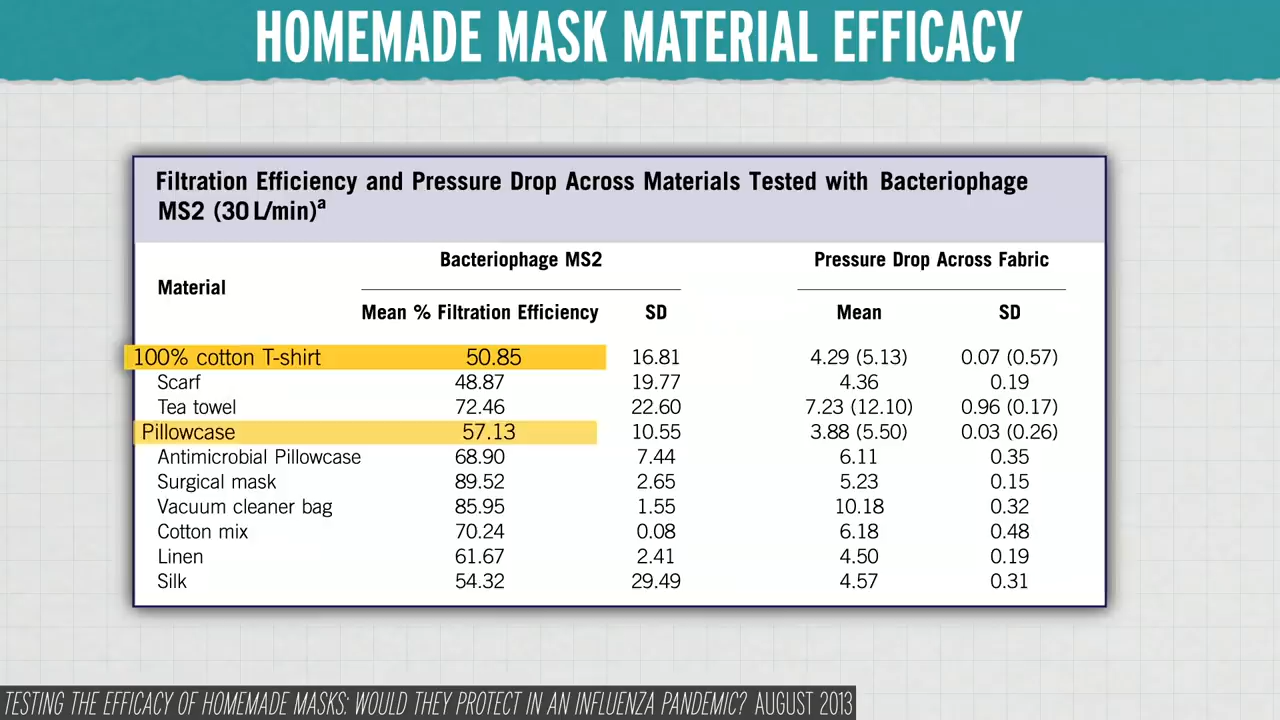 HOMEMADE MASK MATERIAL EFFICACY
Filtration Efficiency and Pressure Drop Across Materials Tested with Bacteriophage
MS2 (30 L/min)a
Bacteriophage MS2 Pressure Drop Across Fabric
Material
Mean % Filtration Efficiency SD Mean SD
100% cotton T-shirt 50.85 16.81 4.29 (5.13) 0.07 (0.57)
Scarf 48.87 19.77 4.36 0.19
Tea towel 72.46 22.60 7.23 (12.10) 0.96 (0.17)
Pillowcase 57.13 10.55 3.88 (5.50) 0.03 (0.26)
Antimicrobial Pillowcase 68.90 7.44 6.11 0.35
Surgical mask 89.52 2.65 5.23 0.15
Vacuum cleaner bag 85.95 1.55 10.18 0.32
Cotton mix 70.24 0.08 6.18 0.48
Linen 61.67 2.41 4.50 0.19
Silk 54.32 29.49 4.57 0.31
TESTING THE EFFICACY OF HOMEMADE MASKS: WOULD THEY PROTECT IN AN INFLUENZA PANDEMIC? AUGUST 2013